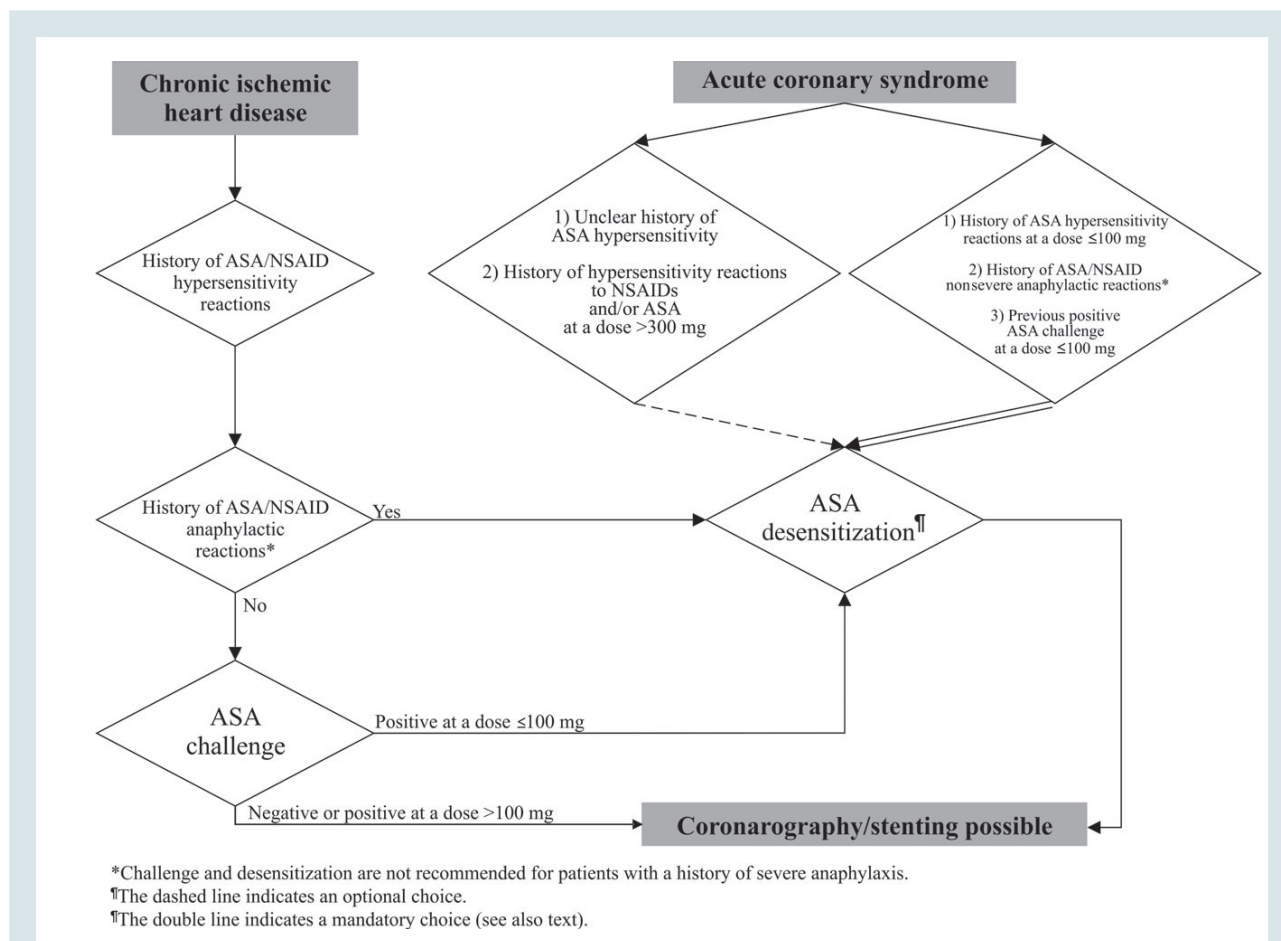 Chronic ischemic
heart disease
Acute coronary syndrome
History of ASA/NSAID
hypersensitivity
reactions
1) Unclear history of
ASA hypersensitivity
2) History of hypersensitivity reactions
to NSAIDs
and/or ASA
at a dose >300 mg
1) History of ASA hypersensitivity
reactions at a dose ≤100 mg
2) History of ASA/NSAID
nonsevere anaphylactic reactions*
3) Previous positive
ASA challenge
at a dose ≤100 mg
History of ASA/NSAID
anaphylactic
reactions*
Yes
ASA
desensitization¶
No
ASA
challenge
Positive at a dose ≤100 mg
Negative or positive at a dose >100 mg
Coronarography/stenting possible
*Challenge and desensitization are not recommended for patients with a history of severe anaphylaxis.
¶The dashed line indicates an optional choice.
¶The double line indicates a mandatory choice (see also text).